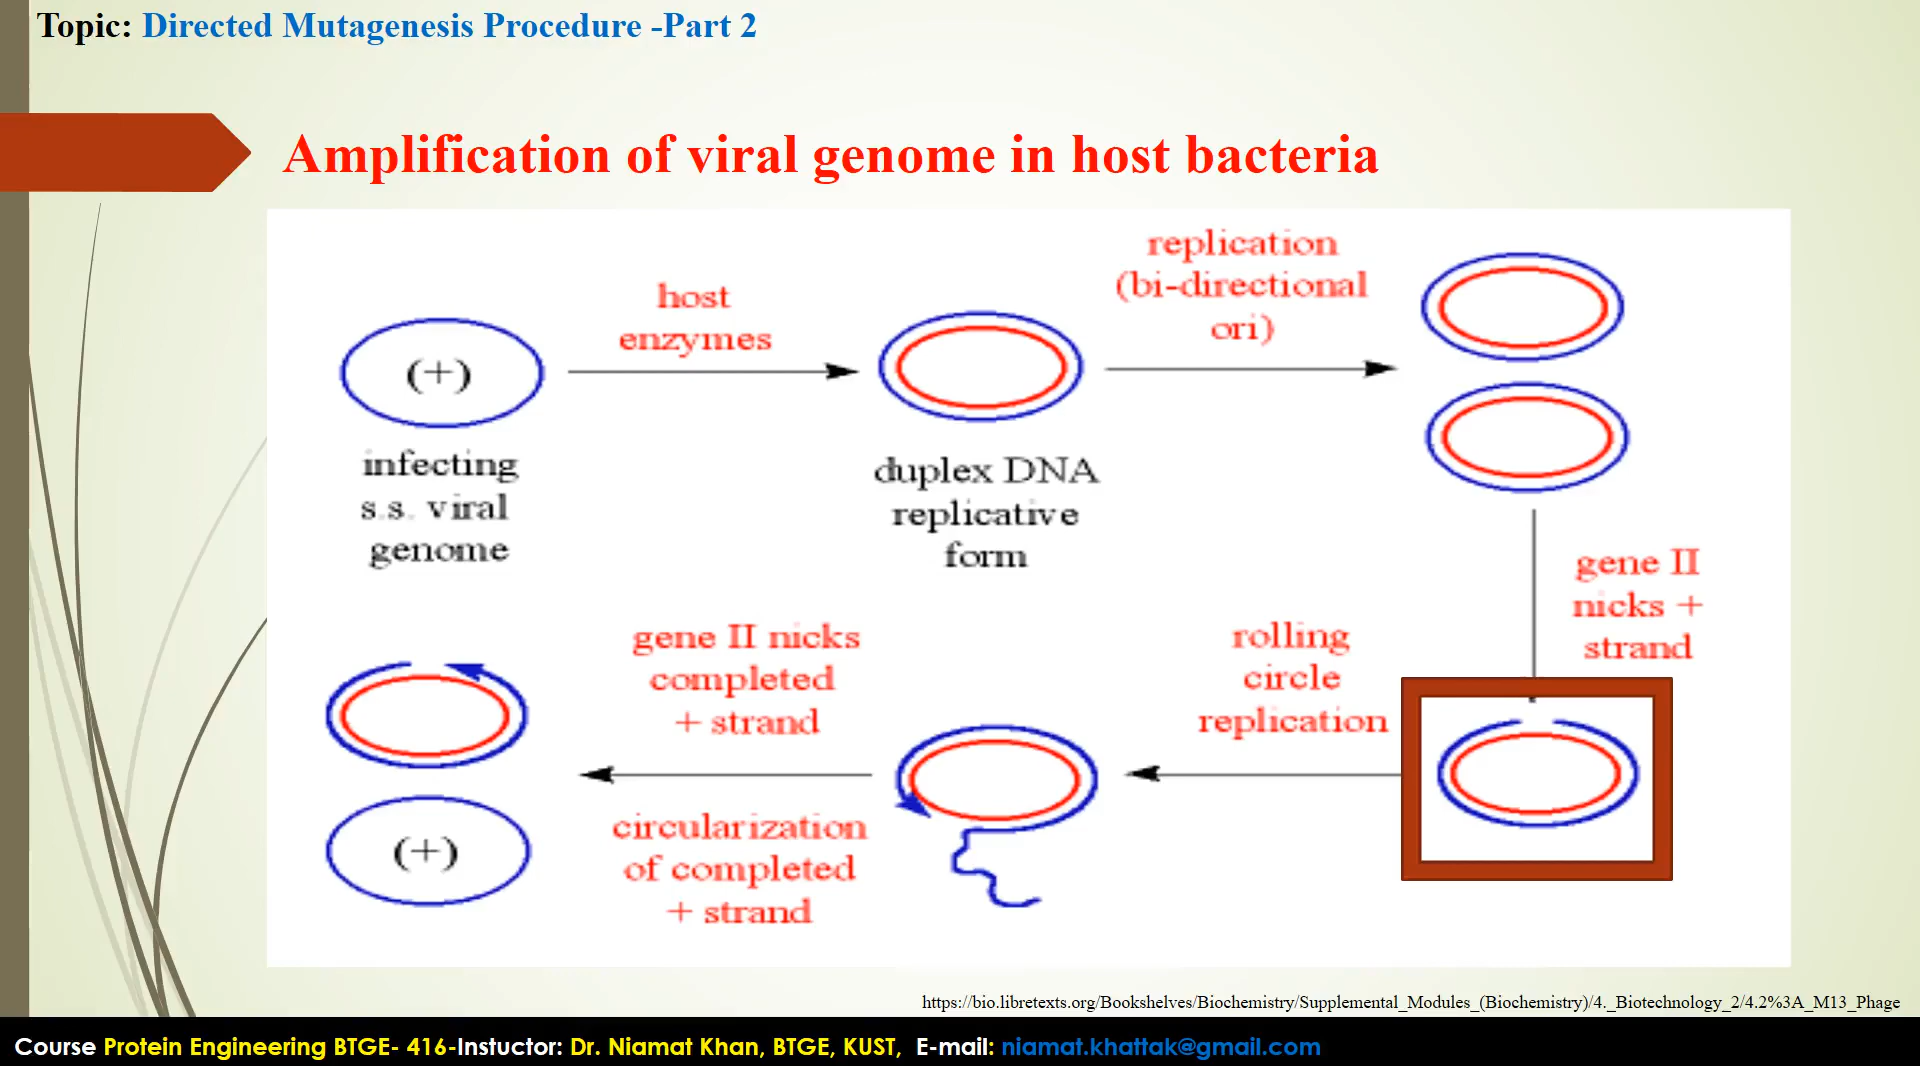 Topic: Directed Mutagenesis Procedure -Part 2
Amplification of viral genome in host bacteria
(+)
infecting
s.s. viral
genome
host
enzymes
duplex DNA
replicative
form
replication
(bi-directional
ori)
gene II
nicks +
strand
rolling
circle
replication
gene II nicks
completed
+ strand
circularization
of completed
+ strand
(+)
https://bio.libretexts.org/Bookshelves/Biochemistry/Supplemental_Modules_(Biochemistry)/4._Biotechnology_2/4.2%3A_M13_Phage
Course Protein Engineering BTGE- 416-Instuctor: Dr. Niamat Khan, BTGE, KUST, E-mail: niamat.khattak@gmail.com